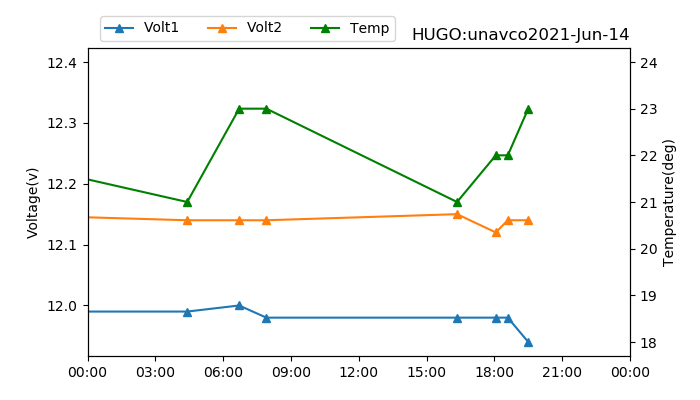 Volt1 Volt2 Temp
HUGO:unavco2021-Jun-14
12.4
12.3
12.2
12.1
12.0
Voltage(v)
24
23
22
21
20
19
18
Temperature(deg)
00:00 03:00 06:00 09:00 12:00 15:00 18:00 21:00 00:00